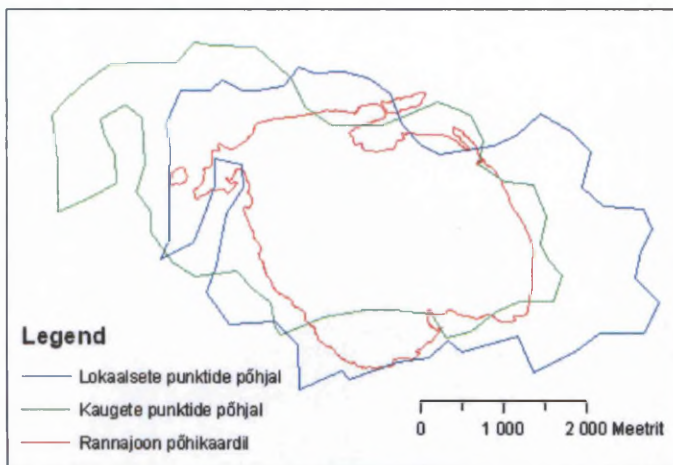 Legend
Lokaalsete punktide põhjal
Kaugete punktide põhjal
Rannajoon põhikaardil
0 1 000 2 000 Meetrit